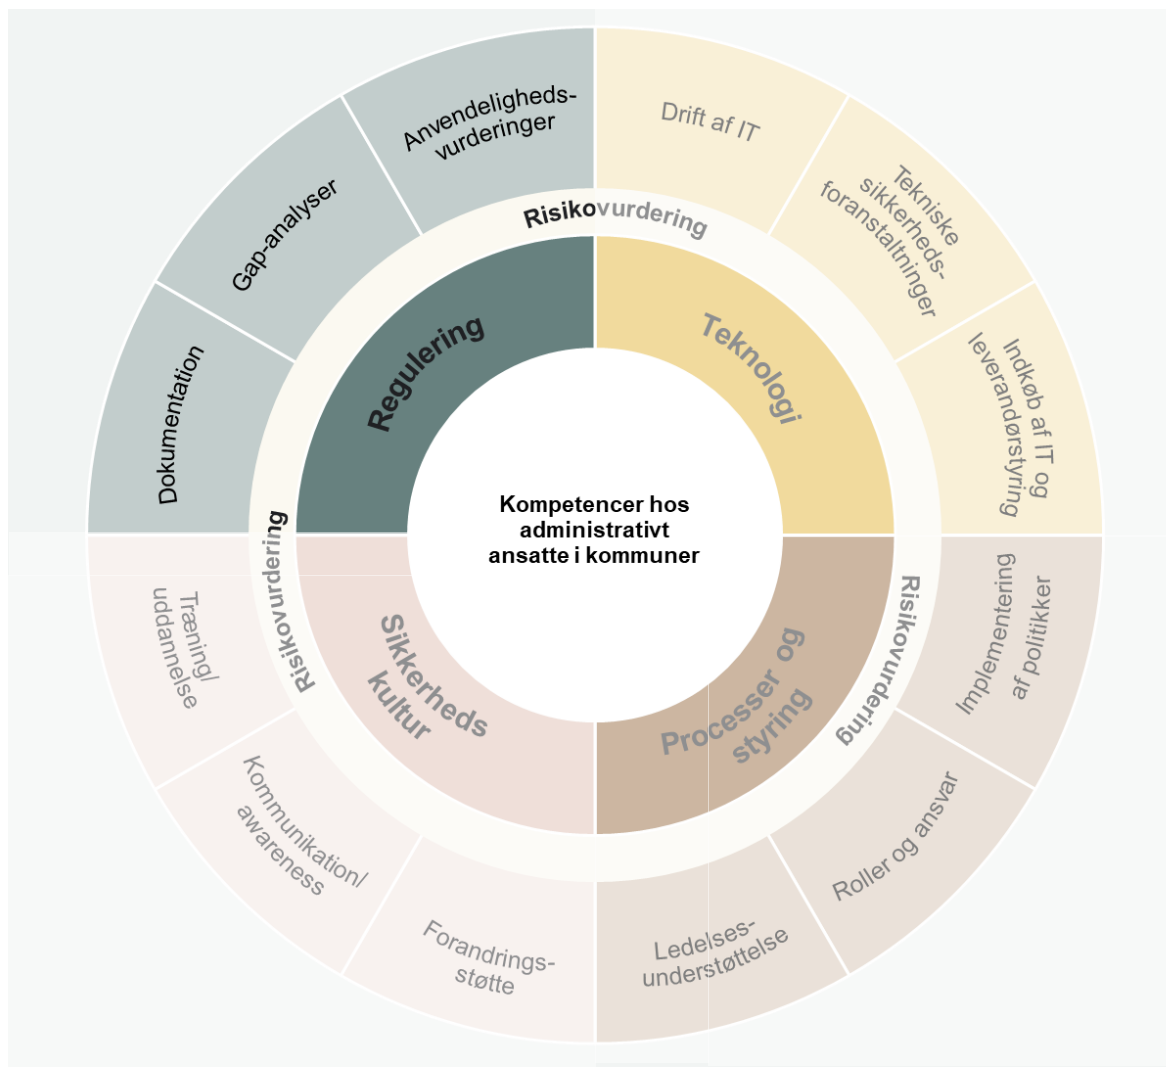 Anvendeligheds-
vurderinger
Gap-analyser
Dokumentation
Drift af IT
Tekniske
sikkerheds-
foranstaltninger
Indkøb af IT og
leverandørstyring
Risikovurdering
Regulering
Teknologi
Kompetencer hos
administrativt
ansatte i kommuner
Risikovurdering
Risikovurdering
Sikkerheds
kultur
Processer og
styring
Træning/
uddannelse
Kommunikation/
awareness
Forandrings-
støtte
Ledelses-
understøttelse
Roller og ansvar
Implementering
af politikker